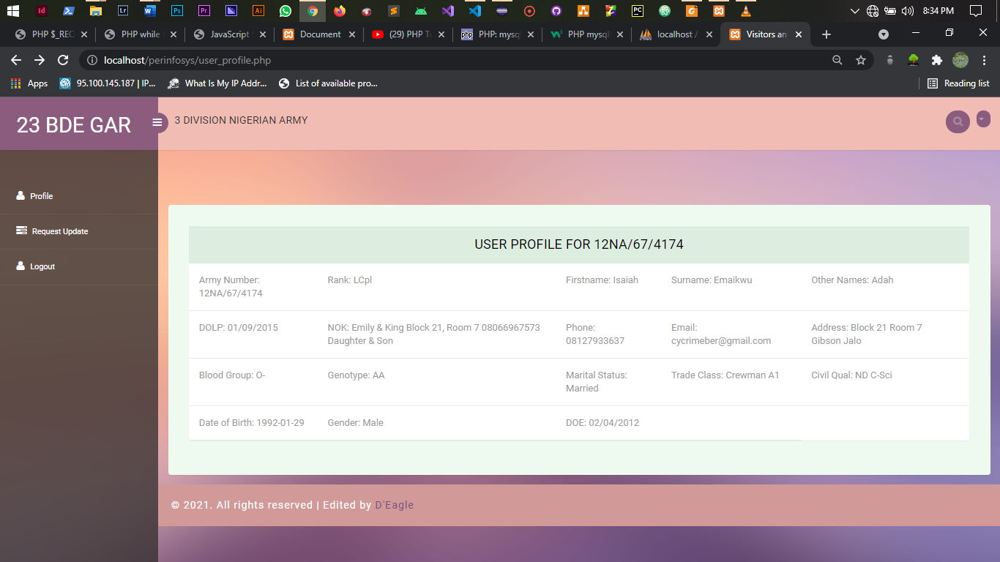 Id
Lr
Ps
Pr
Ai
PC
8:34 PM
PHP $_REQ
PHP while
JavaScript
Document
(29) PHP Tu
php
PHP: mysq
PHP mysql
localhost /
Visitors an
localhost/perinfosys/user_profile.php
Apps
95.100.145.187 | IP...
What Is My IP Addr...
List of available pro...
Reading list
23 BDE GAR
3 DIVISION NIGERIAN ARMY
Profile
Request Update
Logout
USER PROFILE FOR 12NA/67/4174
Army Number:
12NA/67/4174
Rank: LCpl
Firstname: Isaiah
Surname: Emaikwu
Other Names: Adah
DOLP: 01/09/2015
NOK: Emily & King Block 21, Room 7 08066967573
Daughter & Son
Phone:
08127933637
Email:
cycrimeber@gmail.com
Address: Block 21 Room 7
Gibson Jalo
Blood Group: O-
Genotype: AA
Marital Status:
Married
Trade Class: Crewman A1
Civil Qual: ND C-Sci
Date of Birth: 1992-01-29
Gender: Male
DOE: 02/04/2012
© 2021. All rights reserved | Edited by D'Eagle